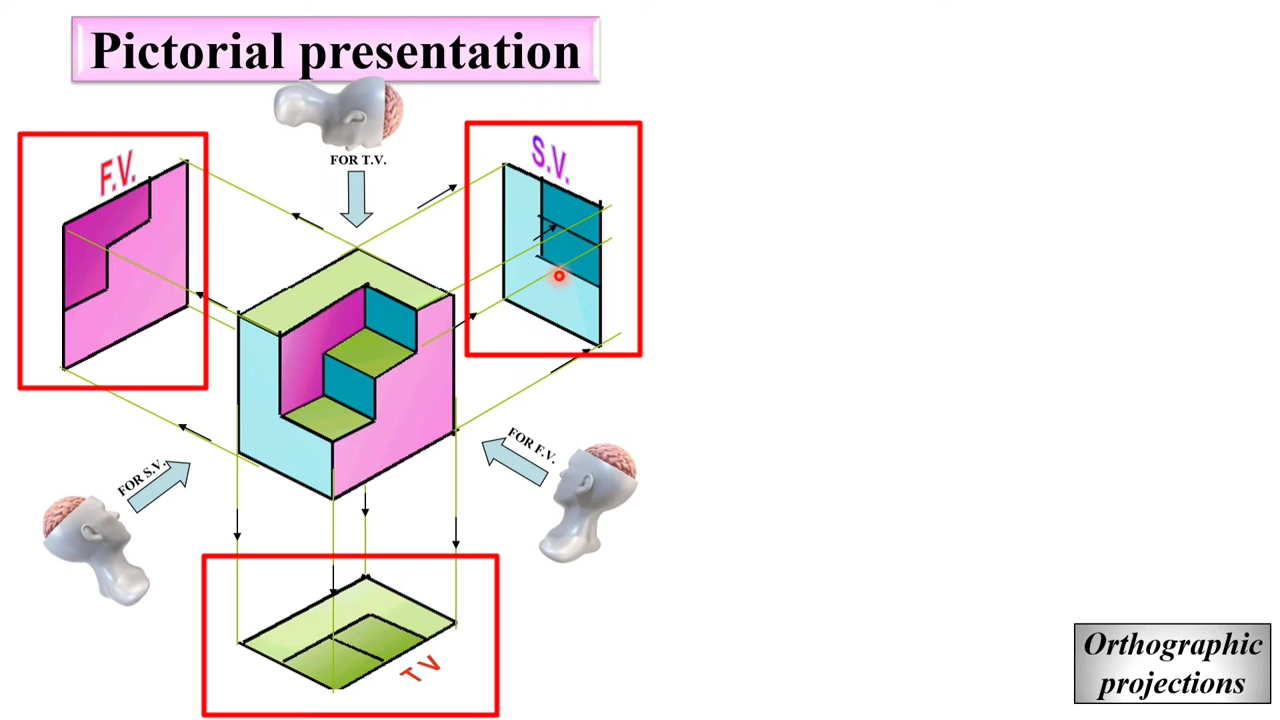 Pictorial presentation
FOR T.V.
F.V.
S.V.
FOR S.V.
FOR F.V.
T V
Orthographic
projections